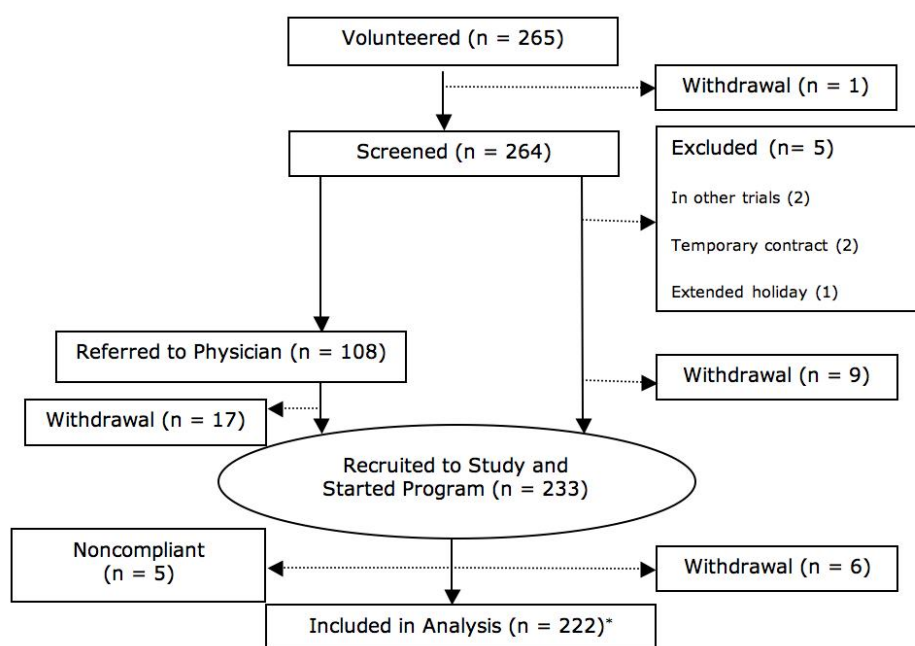 Volunteered (n = 265)
Withdrawal (n = 1)
Screened (n = 264)
Excluded (n= 5)
In other trials (2)
Temporary contract (2)
Extended holiday (1)
Referred to Physician (n = 108)
Withdrawal (n = 9)
Withdrawal (n = 17)
Recruited to Study and
Started Program (n = 233)
Noncompliant
(n = 5)
Withdrawal (n = 6)
Included in Analysis (n = 222)*